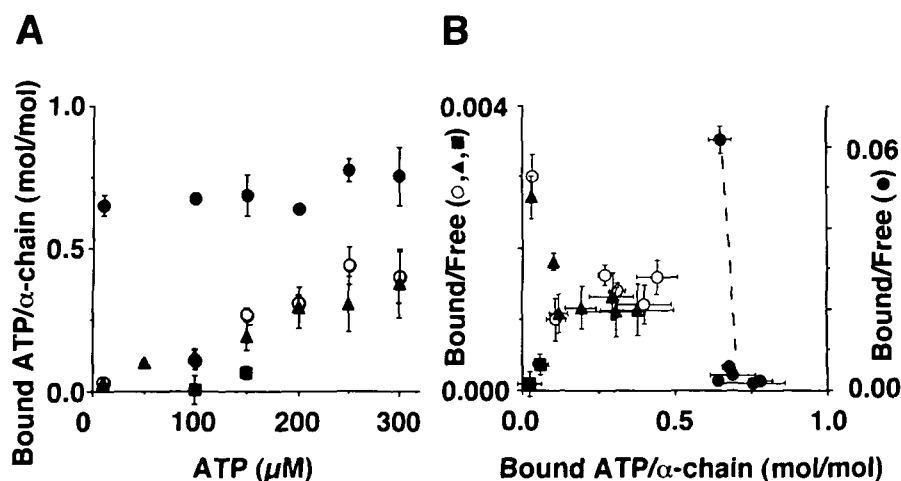 A
B
Bound ATP/α-chain (mol/mol)
1.0
0.5
0.0
0
100
200
300
ATP (μM)
Bound/Free (○,▲,■)
0.004
0.000
0.0
0.5
1.0
Bound ATP/α-chain (mol/mol)
0.06
0.00
Bound/Free (●)